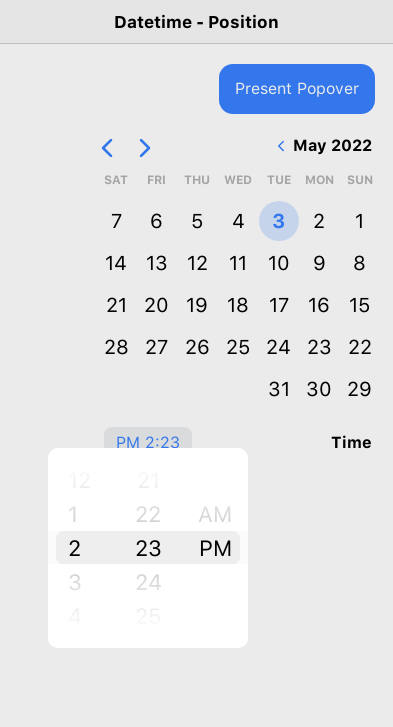 Datetime - Position
Present Popover
May 2022
SAT FRI THU WED TUE MON SUN
7 6 5 4 3 2 1
14 13 12 11 10 9 8
21 20 19 18 17 16 15
28 27 26 25 24 23 22
31 30 29
PM 2:23 Time
12 21
1 22 AM
2 23 PM
3 24
4 25